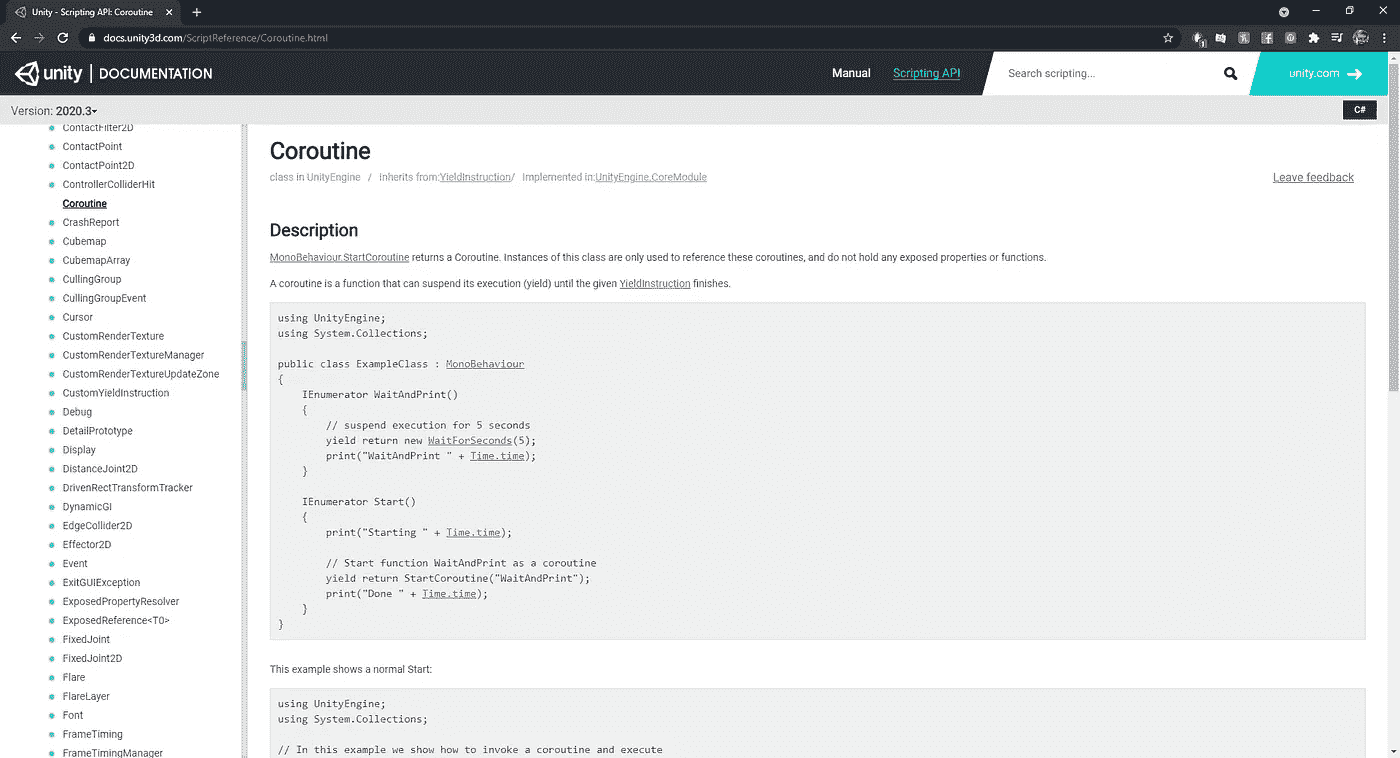 Unity - Scripting API: Coroutine
docs.unity3d.com/ScriptReference/Coroutine.html
unity | DOCUMENTATION
Manual
Scripting API
Search scripting...
unity.com
Version: 2020.3
C#
ContactFilter2D
ContactPoint
ContactPoint2D
ControllerColliderHit
Coroutine
CrashReport
Cubemap
CubemapArray
CullingGroup
CullingGroupEvent
Cursor
CustomRenderTexture
CustomRenderTextureManager
CustomRenderTextureUpdateZone
CustomYieldInstruction
Debug
DetailPrototype
Display
DistanceJoint2D
DrivenRectTransformTracker
DynamicGI
EdgeCollider2D
Effector2D
Event
ExitGUIException
ExposedPropertyResolver
ExposedReference<T0>
FixedJoint
FixedJoint2D
Flare
FlareLayer
Font
FrameTiming
FrameTimingManager
Coroutine
class in UnityEngine / Inherits from:YieldInstruction/ Implemented in:UnityEngine.CoreModule
Leave feedback
Description
MonoBehaviour.StartCoroutine returns a Coroutine. Instances of this class are only used to reference these coroutines, and do not hold any exposed properties or functions.
A coroutine is a function that can suspend its execution (yield) until the given YieldInstruction finishes.
using UnityEngine;
using System.Collections;
public class ExampleClass : MonoBehaviour
{
IEnumerator WaitAndPrint()
{
// suspend execution for 5 seconds
yield return new WaitForSeconds(5);
print("WaitAndPrint " + Time.time);
}
IEnumerator Start()
{
print("Starting " + Time.time);
// Start function WaitAndPrint as a coroutine
yield return StartCoroutine("WaitAndPrint");
print("Done " + Time.time);
}
}
This example shows a normal Start:
using UnityEngine;
using System.Collections;
// In this example we show how to invoke a coroutine and execute